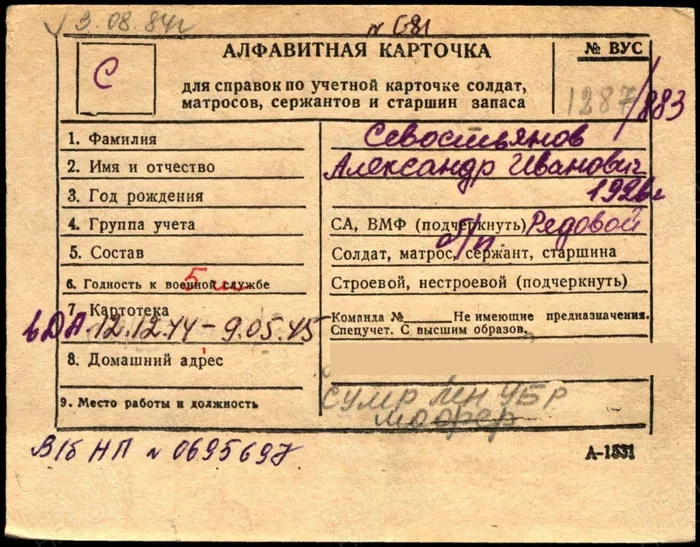 3.08.84г
№ С81
АЛФАВИТНАЯ КАРТОЧКА
№ ВУС
С
для справок по учетной карточке солдат,
матросов, сержантов и старшин запаса
1287/883
1. Фамилия Севостьянов
2. Имя и отчество Александр Иванович
3. Год рождения 1926г
4. Группа учета СА, ВМФ (подчеркнуть) Редовой
5. Состав Солдат, матрос, сержант, старшина
б/п.
6. Годность к военной службе Строевой, нестроевой (подчеркнуть)
7. Картотека Команда № Не имеющие предназначения.
Спецучет. С высшим образов.
12.12.44-9.05.45
8. Домашний адрес
9. Место работы и должность УБР
В/б НП № 0695697
А-1531